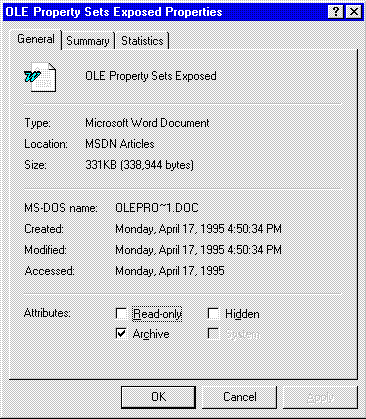 OLE Property Sets Exposed Properties
General Summary Statistics
OLE Property Sets Exposed
Type: Microsoft Word Document
Location: MSDN Articles
Size: 331KB (338,944 bytes)
MS-DOS name: OLEPRO~1.DOC
Created: Monday, April 17, 1995 4:50:34 PM
Modified: Monday, April 17, 1995 4:50:34 PM
Accessed: Monday, April 17, 1995
Attributes: Read-only Hidden
Archive System
OK Cancel Apply